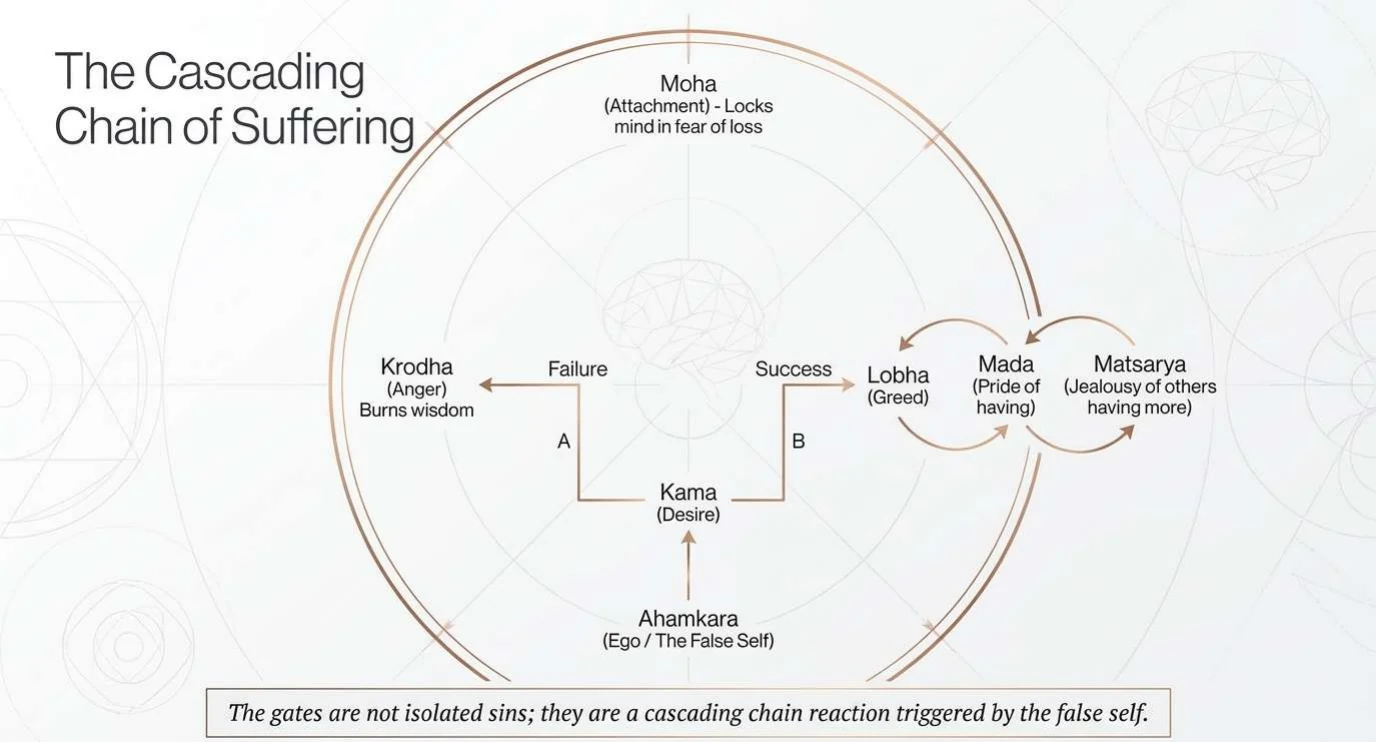 The Cascading
Chain of Suffering
Moha
(Attachment) - Locks
mind in fear of loss
Krodha
(Anger)
Burns wisdom
Failure
A
Success
B
Lobha
(Greed)
Mada
(Pride of
having)
Matsarya
(Jealousy of others
having more)
Kama
(Desire)
Ahamkara
(Ego / The False Self)
The gates are not isolated sins; they are a cascading chain reaction triggered by the false self.